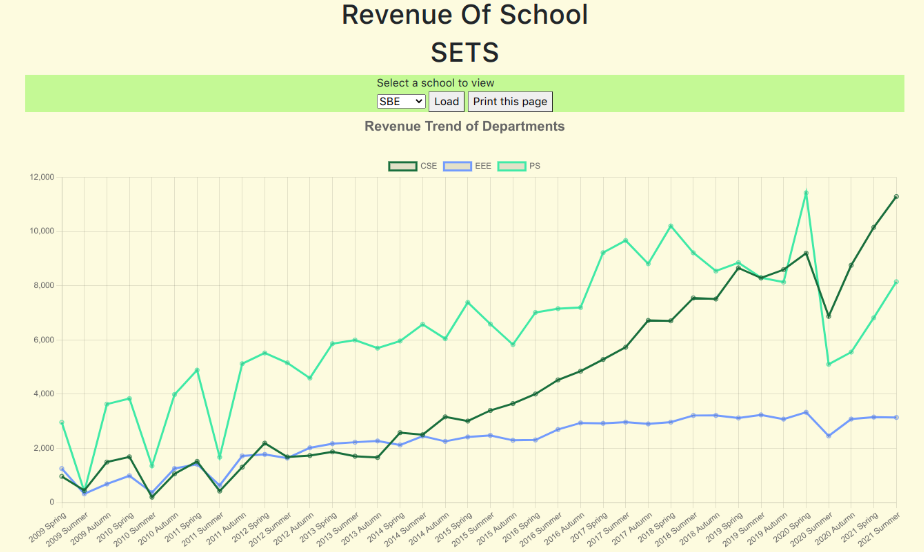 Revenue Of School
SETS
Select a school to view
SBE Load Print this page
Revenue Trend of Departments
CSE EEE PS
12,000
10,000
8,000
6,000
4,000
2,000
0
2009 Spring
2009 Summer
2009 Autumn
2010 Spring
2010 Summer
2010 Autumn
2011 Spring
2011 Summer
2011 Autumn
2012 Spring
2012 Summer
2012 Autumn
2013 Spring
2013 Summer
2013 Autumn
2014 Spring
2014 Summer
2014 Autumn
2015 Spring
2015 Summer
2015 Autumn
2016 Spring
2016 Summer
2016 Autumn
2017 Spring
2017 Summer
2017 Autumn
2018 Spring
2018 Summer
2018 Autumn
2019 Spring
2019 Summer
2019 Autumn
2020 Spring
2020 Summer
2020 Autumn
2021 Spring
2021 Summer